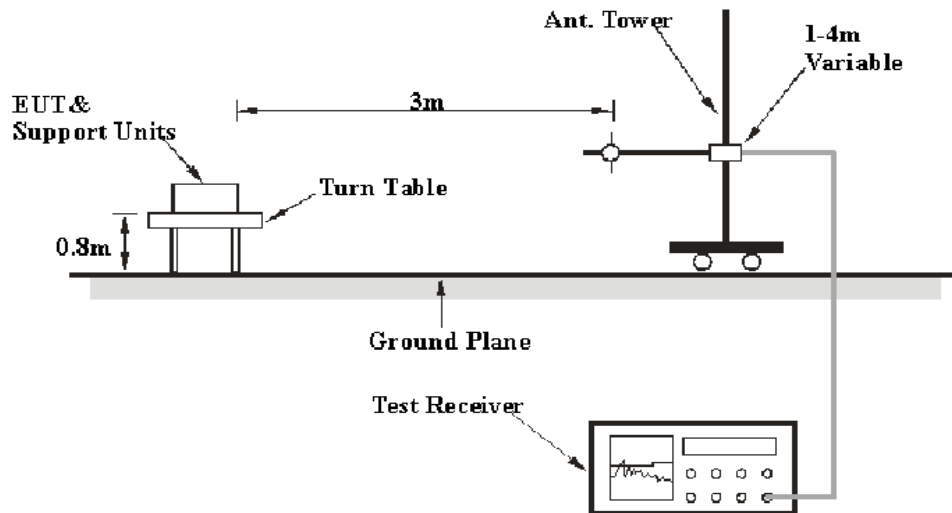 Ant. Tower
1-4m
Variable
EUT&
Support Units
3m
Turn Table
0.8m
Ground Plane
Test Receiver